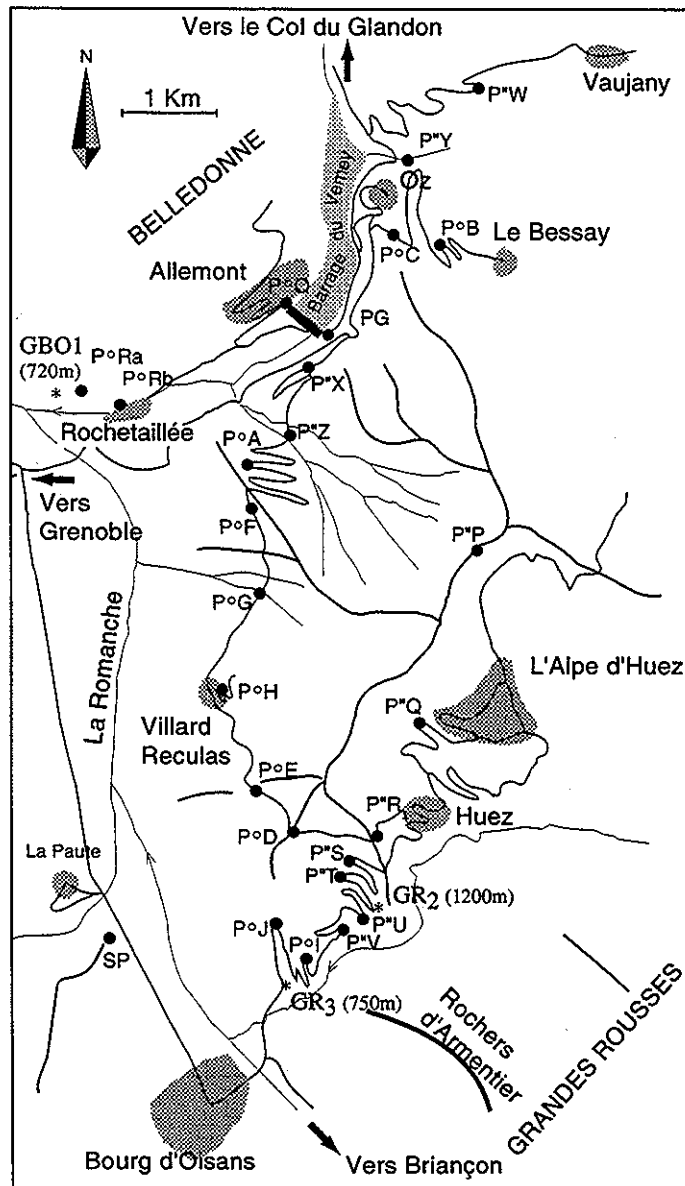 Vers le Col du Glandon
N
1 Km
Vaujany
P"W
P"Y
BELLEDONNE
Oz
Barrage du Verney
P°B
Le Bessay
P°C
Allemont
P°O
PG
GBO1
(720m)
P°Ra
P°Rb
P"X
Rochetaillée
P"Z
P°A
Vers
Grenoble
P°F
P"P
P°G
La Romanche
L'Alpe d'Huez
P°H
P"Q
Villard
Reculas
P°E
P"R
Huez
P°D
P"S
La Paute
P"T
GR2 (1200m)
P"U
P°J
P"V
P°I
SP
GR3 (750m)
Rochers
d'Armentier
GRANDES ROUSSES
Bourg d'Oisans
Vers Briançon